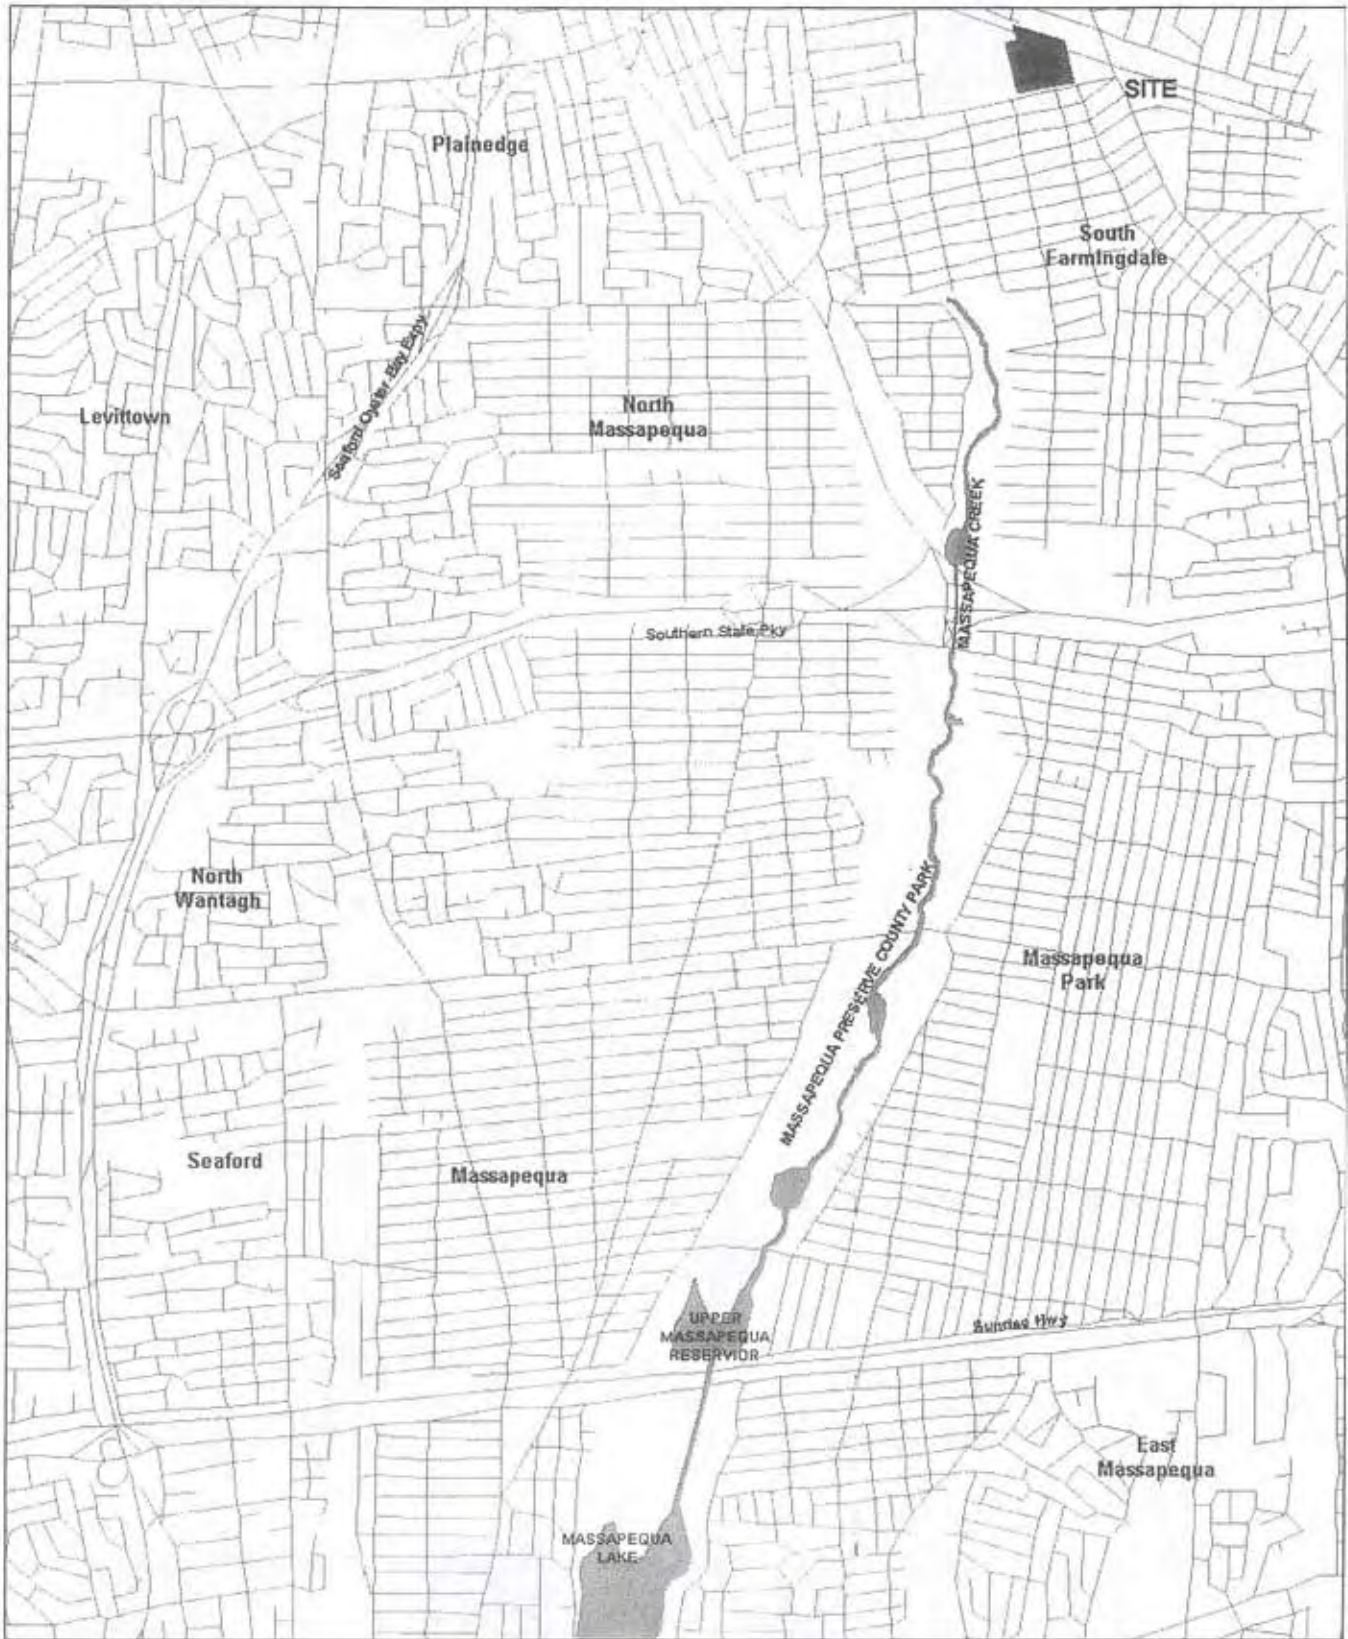 SITE
Plainedge
South
Farmingdale
Seaford Oyster Bay Expy
Levittown
North
Massapequa
MASSAPEQUA CREEK
Southern State Pky
North
Wantagh
MASSAPEQUA PRESERVE COUNTY PARK
Massapequa
Park
Seaford
Massapequa
UPPER
MASSAPEQUA
RESERVIOR
Sunrise Hwy
East
Massapequa
MASSAPEQUA
LAKE